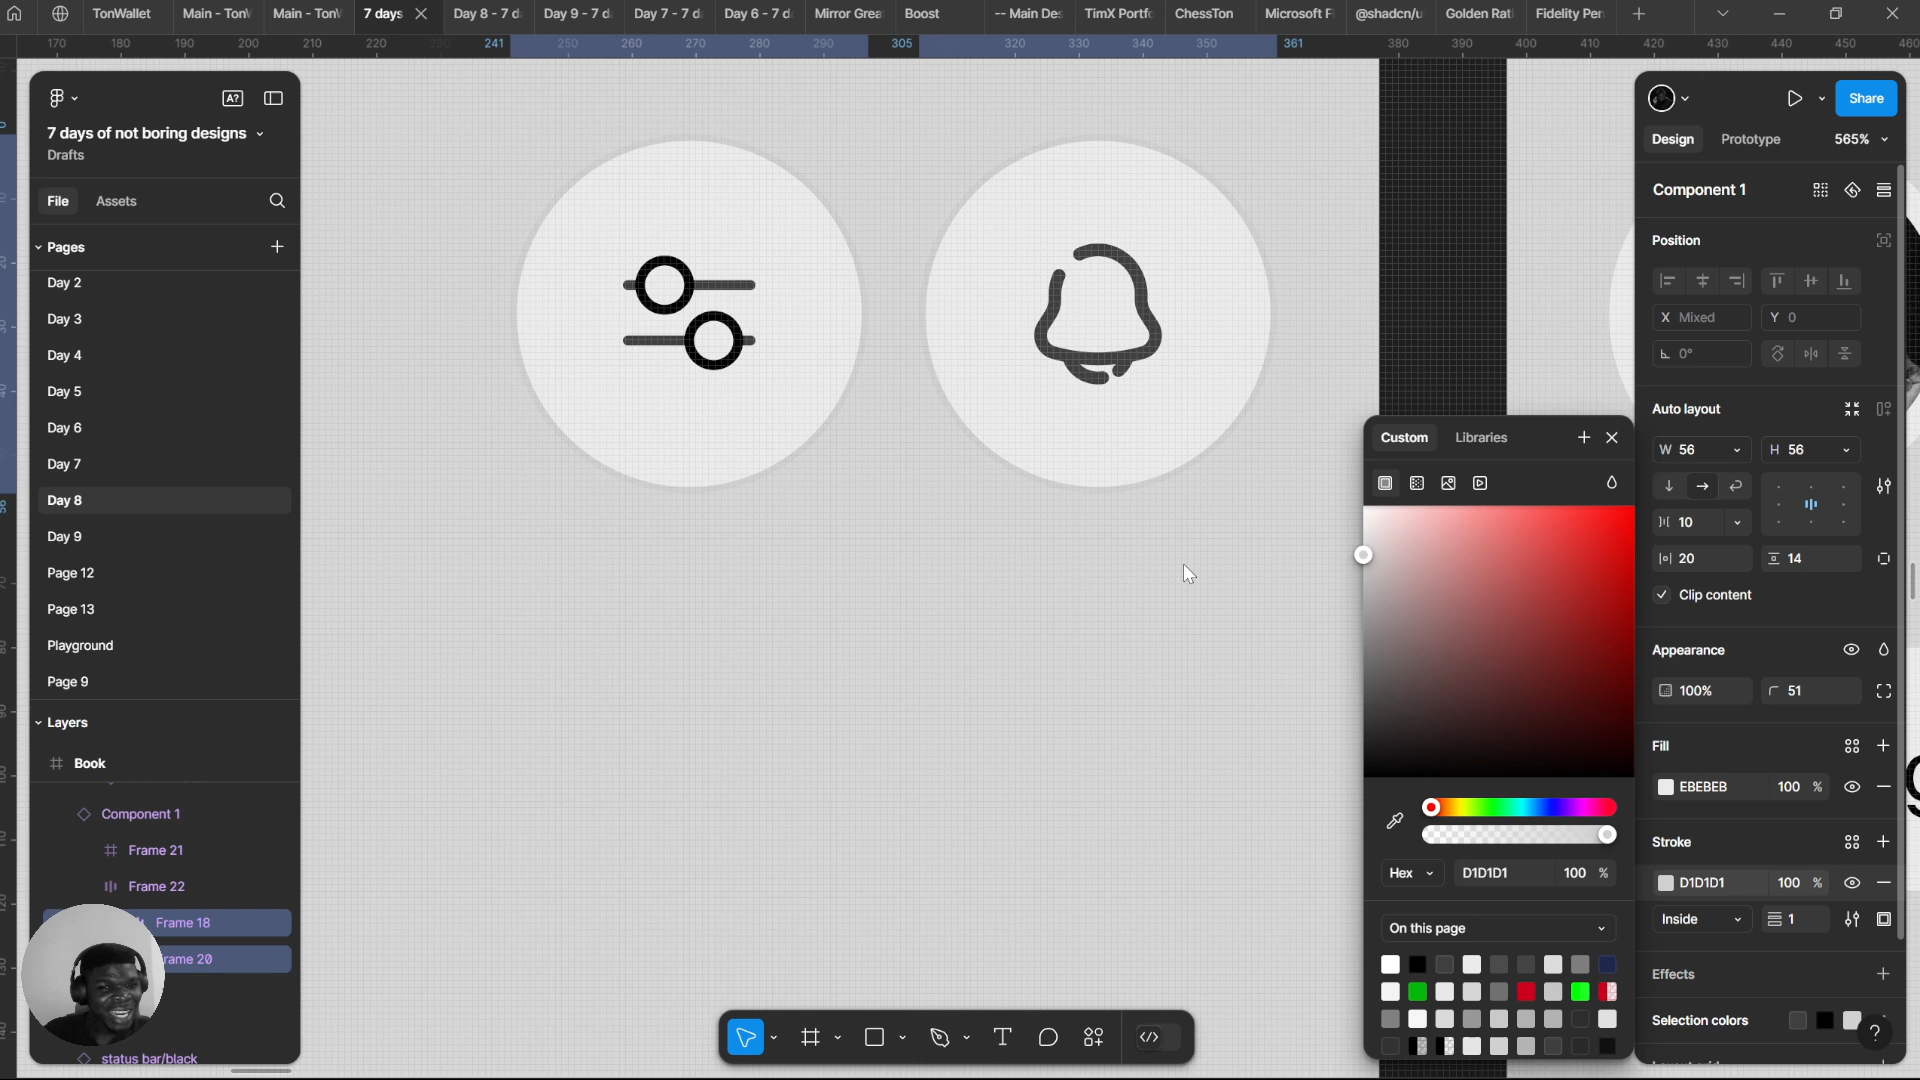 TonWallet
Main - TonW
Main - TonW
7 days
Day 8 - 7 d
Day 9 - 7 d
Day 7 - 7 d
Day 6 - 7 d
Mirror Grea
Boost
-- Main De
TimX Portfo
ChessTon
Microsoft F
@shadcn/u
Golden Rati
Fidelity Pen
170 180 190 200 210 220 230 241 250 260 270 280 290 305 320 330 340 350 361 380 390 400 410 420 430 440 450 460
A?
7 days of not boring designs
Drafts
File
Assets
Pages
Day 2
Day 3
Day 4
Day 5
Day 6
Day 7
Day 8
Day 9
Page 12
Page 13
Playground
Page 9
Layers
Book
Component 1
Frame 21
Frame 22
Frame 18
rame 20
status bar/black
Custom
Libraries
Hex
D1D1D1
100 %
On this page
Share
Design
Prototype
565%
Component 1
Position
X Mixed
Y 0
0°
Auto layout
W 56
H 56
10
20
14
Clip content
Appearance
100%
51
Fill
EBEBEB 100 %
Stroke
D1D1D1 100 %
Inside
1
Effects
Selection colors
?